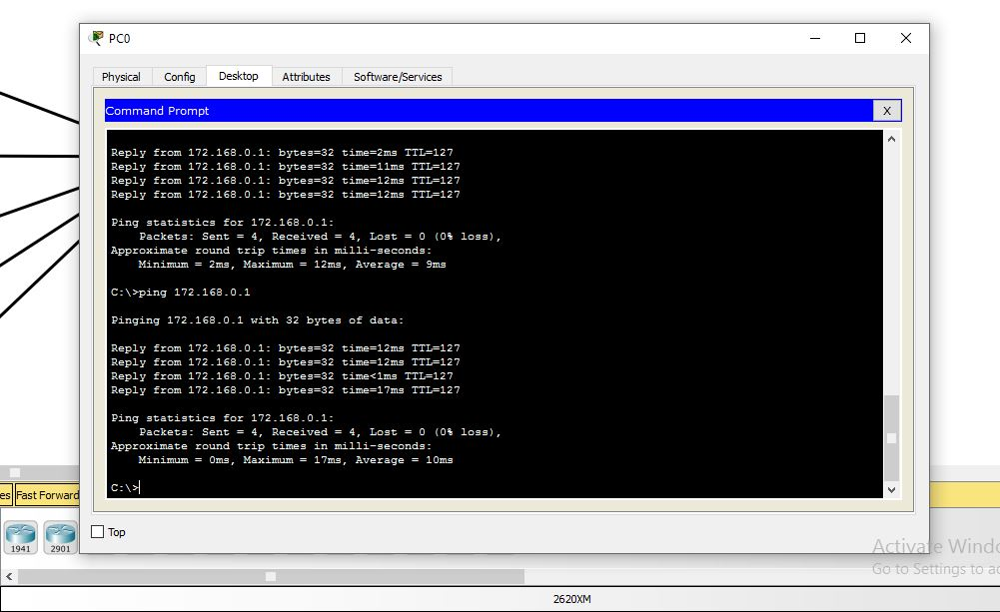 PC0
Physical Config Desktop Attributes Software/Services
Command Prompt X
Reply from 172.168.0.1: bytes=32 time=2ms TTL=127
Reply from 172.168.0.1: bytes=32 time=11ms TTL=127
Reply from 172.168.0.1: bytes=32 time=12ms TTL=127
Reply from 172.168.0.1: bytes=32 time=12ms TTL=127
Ping statistics for 172.168.0.1:
Packets: Sent = 4, Received = 4, Lost = 0 (0% loss),
Approximate round trip times in milli-seconds:
Minimum = 2ms, Maximum = 12ms, Average = 9ms
C:\>ping 172.168.0.1
Pinging 172.168.0.1 with 32 bytes of data:
Reply from 172.168.0.1: bytes=32 time=12ms TTL=127
Reply from 172.168.0.1: bytes=32 time=12ms TTL=127
Reply from 172.168.0.1: bytes=32 time<1ms TTL=127
Reply from 172.168.0.1: bytes=32 time=17ms TTL=127
Ping statistics for 172.168.0.1:
Packets: Sent = 4, Received = 4, Lost = 0 (0% loss),
Approximate round trip times in milli-seconds:
Minimum = 0ms, Maximum = 17ms, Average = 10ms
C:\>
es Fast Forward
Top
1941 2901
Activate Windo
Go to Settings to ac
2620XM